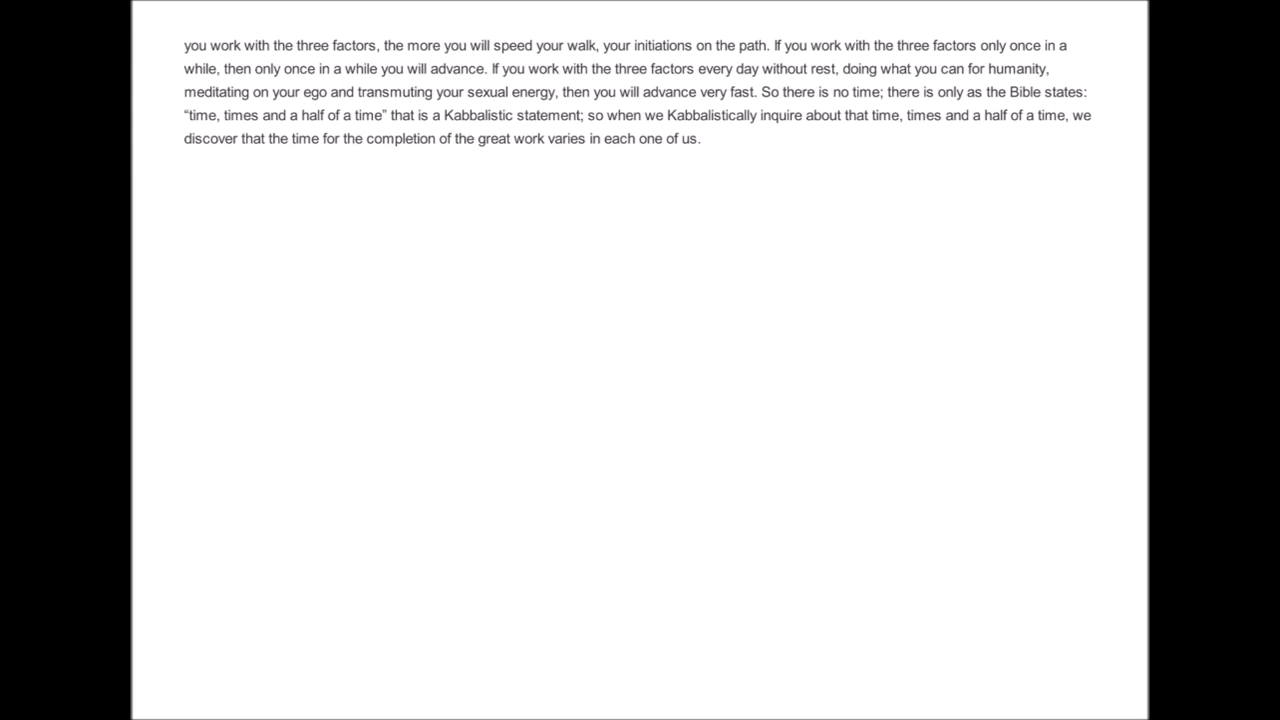 you work with the three factors, the more you will speed your walk, your initiations on the path. If you work with the three factors only once in a
while, then only once in a while you will advance. If you work with the three factors every day without rest, doing what you can for humanity,
meditating on your ego and transmuting your sexual energy, then you will advance very fast. So there is no time; there is only as the Bible states:
“time, times and a half of a time” that is a Kabbalistic statement; so when we Kabbalistically inquire about that time, times and a half of a time, we
discover that the time for the completion of the great work varies in each one of us.